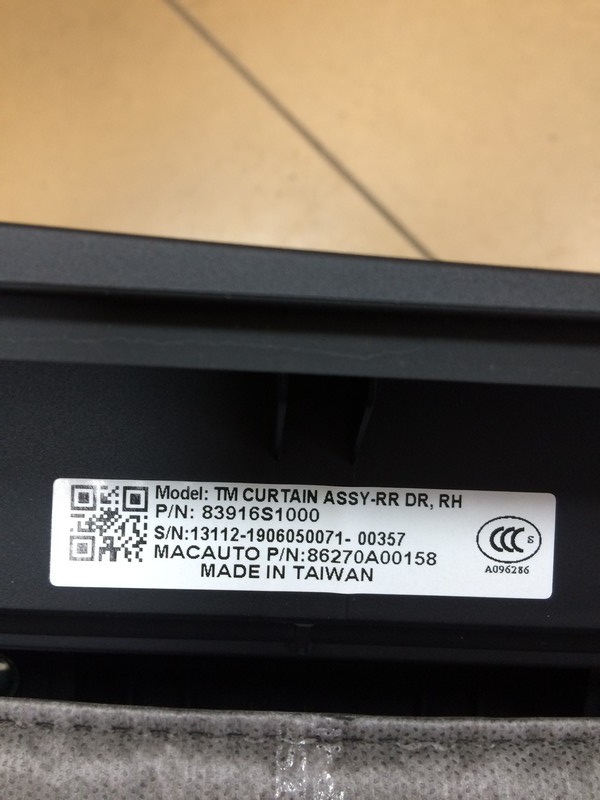 Model: TM CURTAIN ASSY-RR DR, RH
P/N: 83916S1000
S/N:13112-1906050071- 00357
MACAUTO P/N:86270A00158
MADE IN TAIWAN
CCC S
A096286